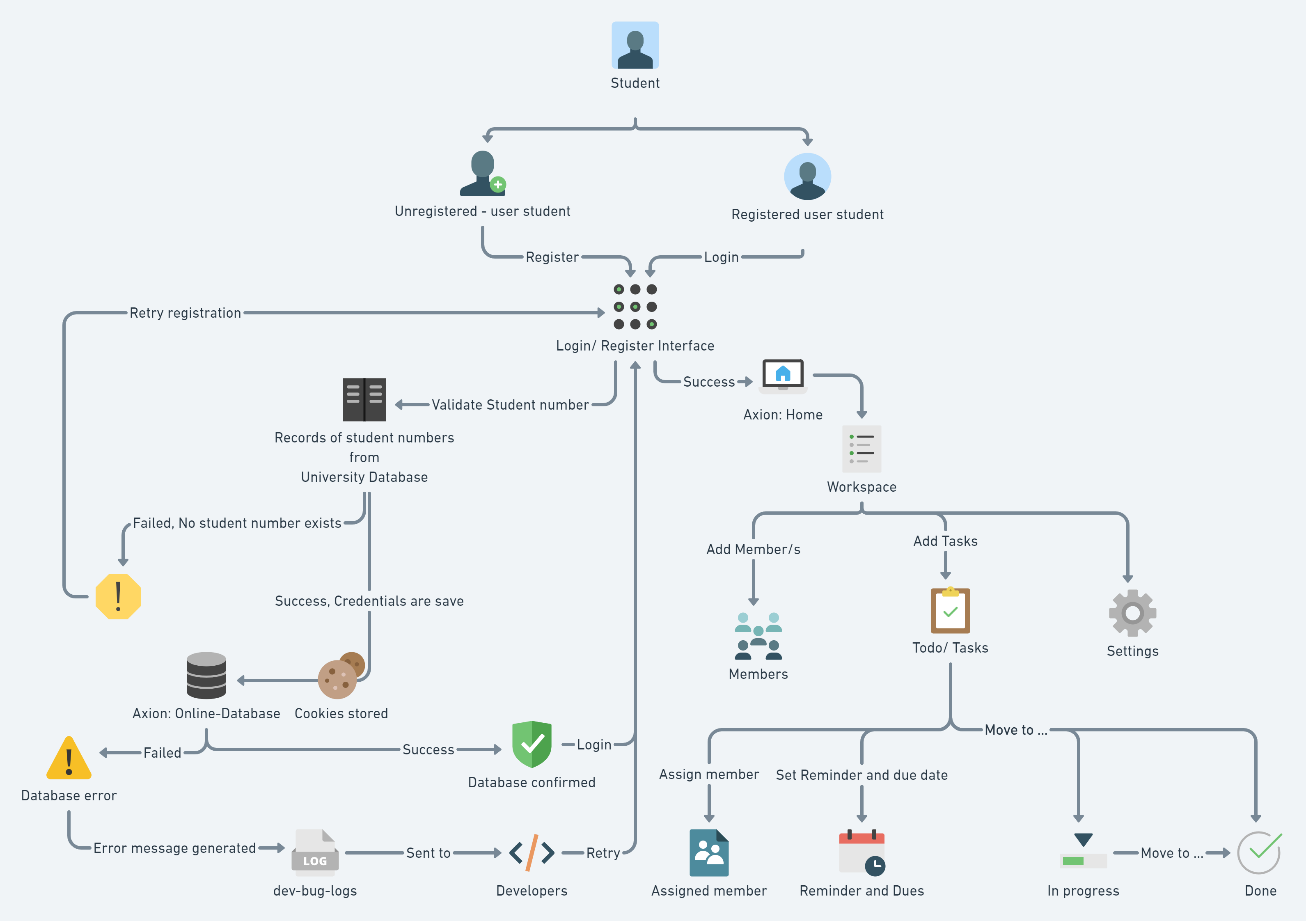 Student
Unregistered - user student
Registered user student
Register
Login
Retry registration
Login/ Register Interface
Success
Validate Student number
Axion: Home
Records of student numbers
from
University Database
Workspace
Failed, No student number exists
Add Member/s
Add Tasks
Success, Credentials are save
Todo/ Tasks
Settings
Members
Axion: Online-Database
Cookies stored
Move to ...
Failed
Success
Login
Database confirmed
Assign member
Set Reminder and due date
Database error
Error message generated
LOG
Sent to
Retry
Move to ...
dev-bug-logs
Developers
Assigned member
Reminder and Dues
In progress
Done